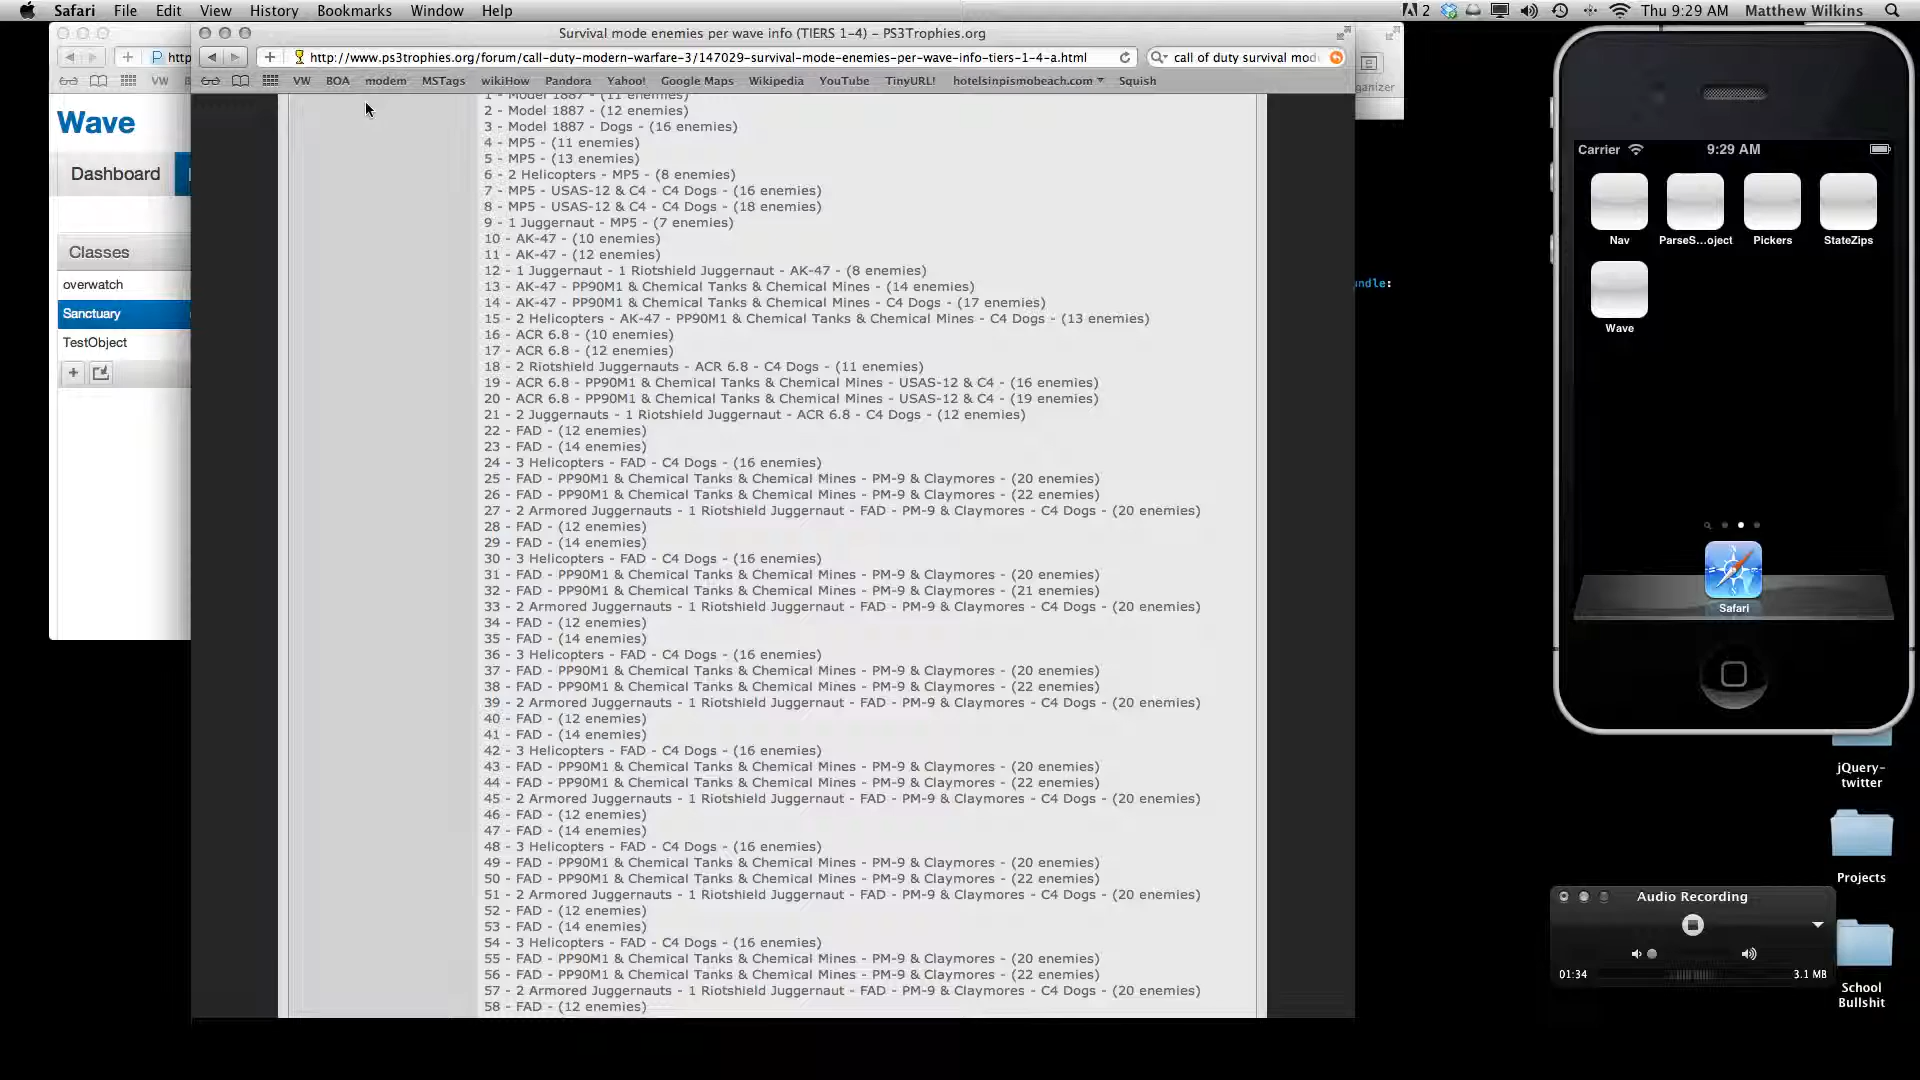 Safari File Edit View History Bookmarks Window Help
2 Thu 9:29 AM Matthew Wilkins
Survival mode enemies per wave info (TIERS 1-4) - PS3Trophies.org
http
http://www.ps3trophies.org/forum/call-duty-modern-warfare-3/147029-survival-mode-enemies-per-wave-info-tiers-1-4-a.html
call of duty survival mod
VW
VW BOA modem MSTags wikiHow Pandora Yahoo! Google Maps Wikipedia YouTube TinyURL! hotelsinpismobeach.com Squish
ganizer
Wave
Dashboard
Classes
overwatch
Sanctuary
TestObject
1 - Model 1887 - (11 enemies)
2 - Model 1887 - (12 enemies)
3 - Model 1887 - Dogs - (16 enemies)
4 - MP5 - (11 enemies)
5 - MP5 - (13 enemies)
6 - 2 Helicopters - MP5 - (8 enemies)
7 - MP5 - USAS-12 & C4 - C4 Dogs - (16 enemies)
8 - MP5 - USAS-12 & C4 - C4 Dogs - (18 enemies)
9 - 1 Juggernaut - MP5 - (7 enemies)
10 - AK-47 - (10 enemies)
11 - AK-47 - (12 enemies)
12 - 1 Juggernaut - 1 Riotshield Juggernaut - AK-47 - (8 enemies)
13 - AK-47 - PP90M1 & Chemical Tanks & Chemical Mines - (14 enemies)
14 - AK-47 - PP90M1 & Chemical Tanks & Chemical Mines - C4 Dogs - (17 enemies)
15 - 2 Helicopters - AK-47 - PP90M1 & Chemical Tanks & Chemical Mines - C4 Dogs - (13 enemies)
16 - ACR 6.8 - (10 enemies)
17 - ACR 6.8 - (12 enemies)
18 - 2 Riotshield Juggernauts - ACR 6.8 - C4 Dogs - (11 enemies)
19 - ACR 6.8 - PP90M1 & Chemical Tanks & Chemical Mines - USAS-12 & C4 - (16 enemies)
20 - ACR 6.8 - PP90M1 & Chemical Tanks & Chemical Mines - USAS-12 & C4 - (19 enemies)
21 - 2 Juggernauts - 1 Riotshield Juggernaut - ACR 6.8 - C4 Dogs - (12 enemies)
22 - FAD - (12 enemies)
23 - FAD - (14 enemies)
24 - 3 Helicopters - FAD - C4 Dogs - (16 enemies)
25 - FAD - PP90M1 & Chemical Tanks & Chemical Mines - PM-9 & Claymores - (20 enemies)
26 - FAD - PP90M1 & Chemical Tanks & Chemical Mines - PM-9 & Claymores - (22 enemies)
27 - 2 Armored Juggernauts - 1 Riotshield Juggernaut - FAD - PM-9 & Claymores - C4 Dogs - (20 enemies)
28 - FAD - (12 enemies)
29 - FAD - (14 enemies)
30 - 3 Helicopters - FAD - C4 Dogs - (16 enemies)
31 - FAD - PP90M1 & Chemical Tanks & Chemical Mines - PM-9 & Claymores - (20 enemies)
32 - FAD - PP90M1 & Chemical Tanks & Chemical Mines - PM-9 & Claymores - (21 enemies)
33 - 2 Armored Juggernauts - 1 Riotshield Juggernaut - FAD - PM-9 & Claymores - C4 Dogs - (20 enemies)
34 - FAD - (12 enemies)
35 - FAD - (14 enemies)
36 - 3 Helicopters - FAD - C4 Dogs - (16 enemies)
37 - FAD - PP90M1 & Chemical Tanks & Chemical Mines - PM-9 & Claymores - (20 enemies)
38 - FAD - PP90M1 & Chemical Tanks & Chemical Mines - PM-9 & Claymores - (22 enemies)
39 - 2 Armored Juggernauts - 1 Riotshield Juggernaut - FAD - PM-9 & Claymores - C4 Dogs - (20 enemies)
40 - FAD - (12 enemies)
41 - FAD - (14 enemies)
42 - 3 Helicopters - FAD - C4 Dogs - (16 enemies)
43 - FAD - PP90M1 & Chemical Tanks & Chemical Mines - PM-9 & Claymores - (20 enemies)
44 - FAD - PP90M1 & Chemical Tanks & Chemical Mines - PM-9 & Claymores - (22 enemies)
45 - 2 Armored Juggernauts - 1 Riotshield Juggernaut - FAD - PM-9 & Claymores - C4 Dogs - (20 enemies)
46 - FAD - (12 enemies)
47 - FAD - (14 enemies)
48 - 3 Helicopters - FAD - C4 Dogs - (16 enemies)
49 - FAD - PP90M1 & Chemical Tanks & Chemical Mines - PM-9 & Claymores - (20 enemies)
50 - FAD - PP90M1 & Chemical Tanks & Chemical Mines - PM-9 & Claymores - (22 enemies)
51 - 2 Armored Juggernauts - 1 Riotshield Juggernaut - FAD - PM-9 & Claymores - C4 Dogs - (20 enemies)
52 - FAD - (12 enemies)
53 - FAD - (14 enemies)
54 - 3 Helicopters - FAD - C4 Dogs - (16 enemies)
55 - FAD - PP90M1 & Chemical Tanks & Chemical Mines - PM-9 & Claymores - (20 enemies)
56 - FAD - PP90M1 & Chemical Tanks & Chemical Mines - PM-9 & Claymores - (22 enemies)
57 - 2 Armored Juggernauts - 1 Riotshield Juggernaut - FAD - PM-9 & Claymores - C4 Dogs - (20 enemies)
58 - FAD - (12 enemies)
ndle:
Carrier 9:29 AM
Nav ParseS...oject Pickers StateZips
Wave
Safari
jQuery-
twitter
Projects
Audio Recording
01:34 3.1 MB
School
Bullshit